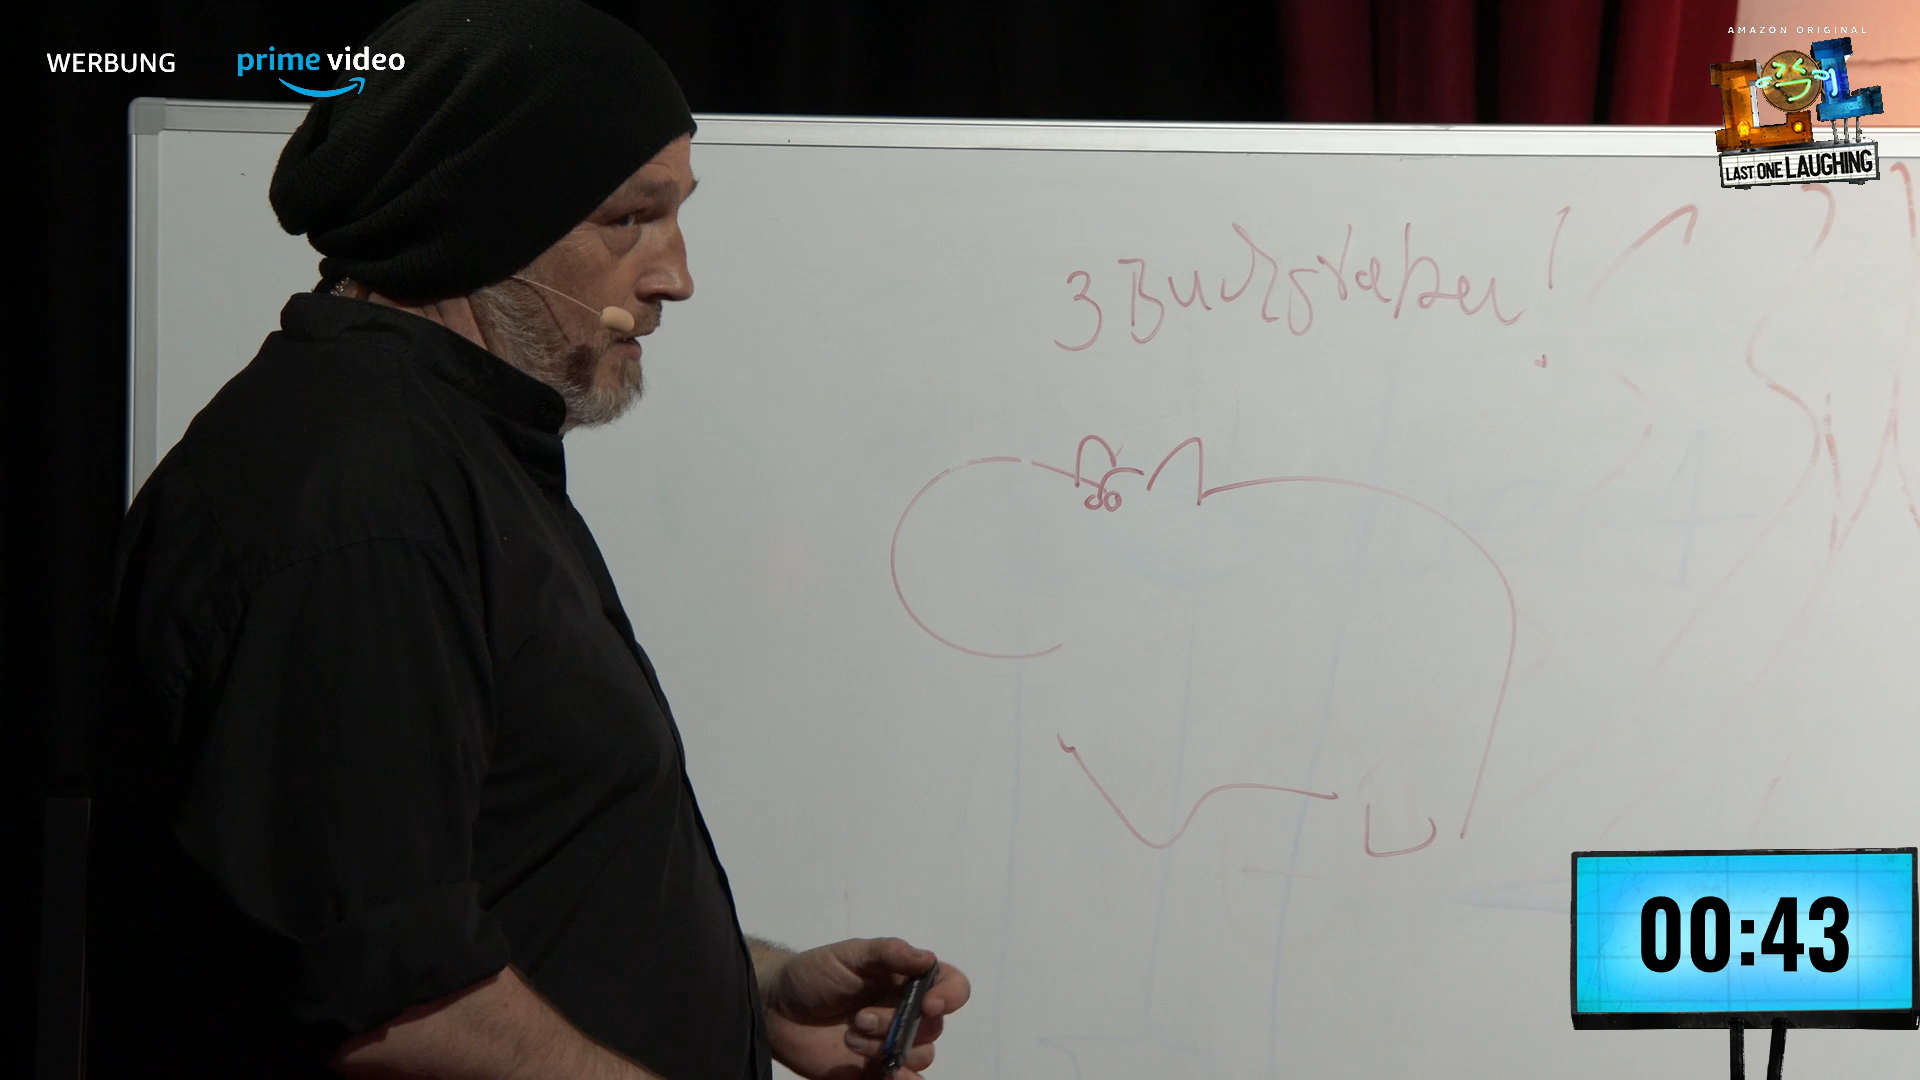 WERBUNG
prime video
AMAZON ORIGINAL
LOL
LAST ONE LAUGHING
3 Buchstaben!
00:43